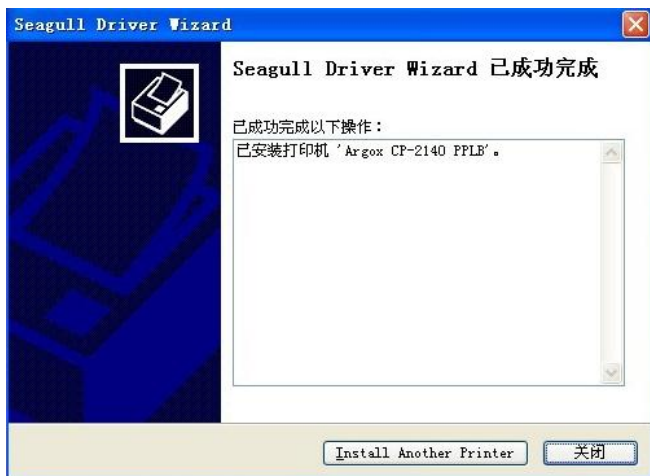 Seagull Driver Wizard
Seagull Driver Wizard 已成功完成
已成功完成以下操作：
已安装打印机 'Argox CP-2140 PPLB'。
Install Another Printer
关闭